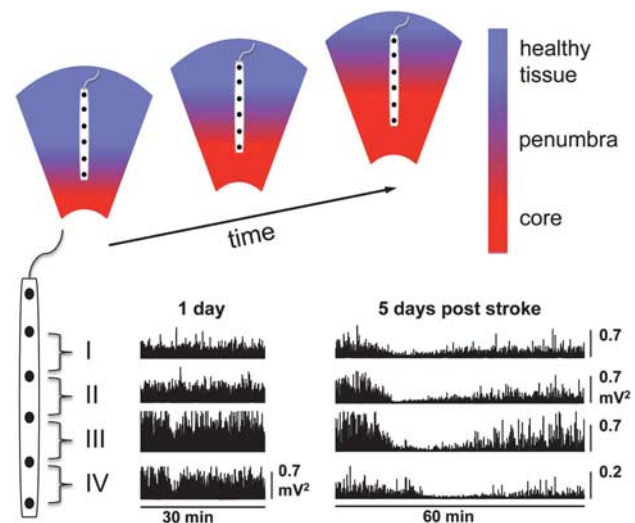 healthy
tissue
penumbra
core
time
1 day
5 days post stroke
I
0.7
II
0.7
mV²
III
0.7
IV
0.7
mV²
0.2
30 min
60 min